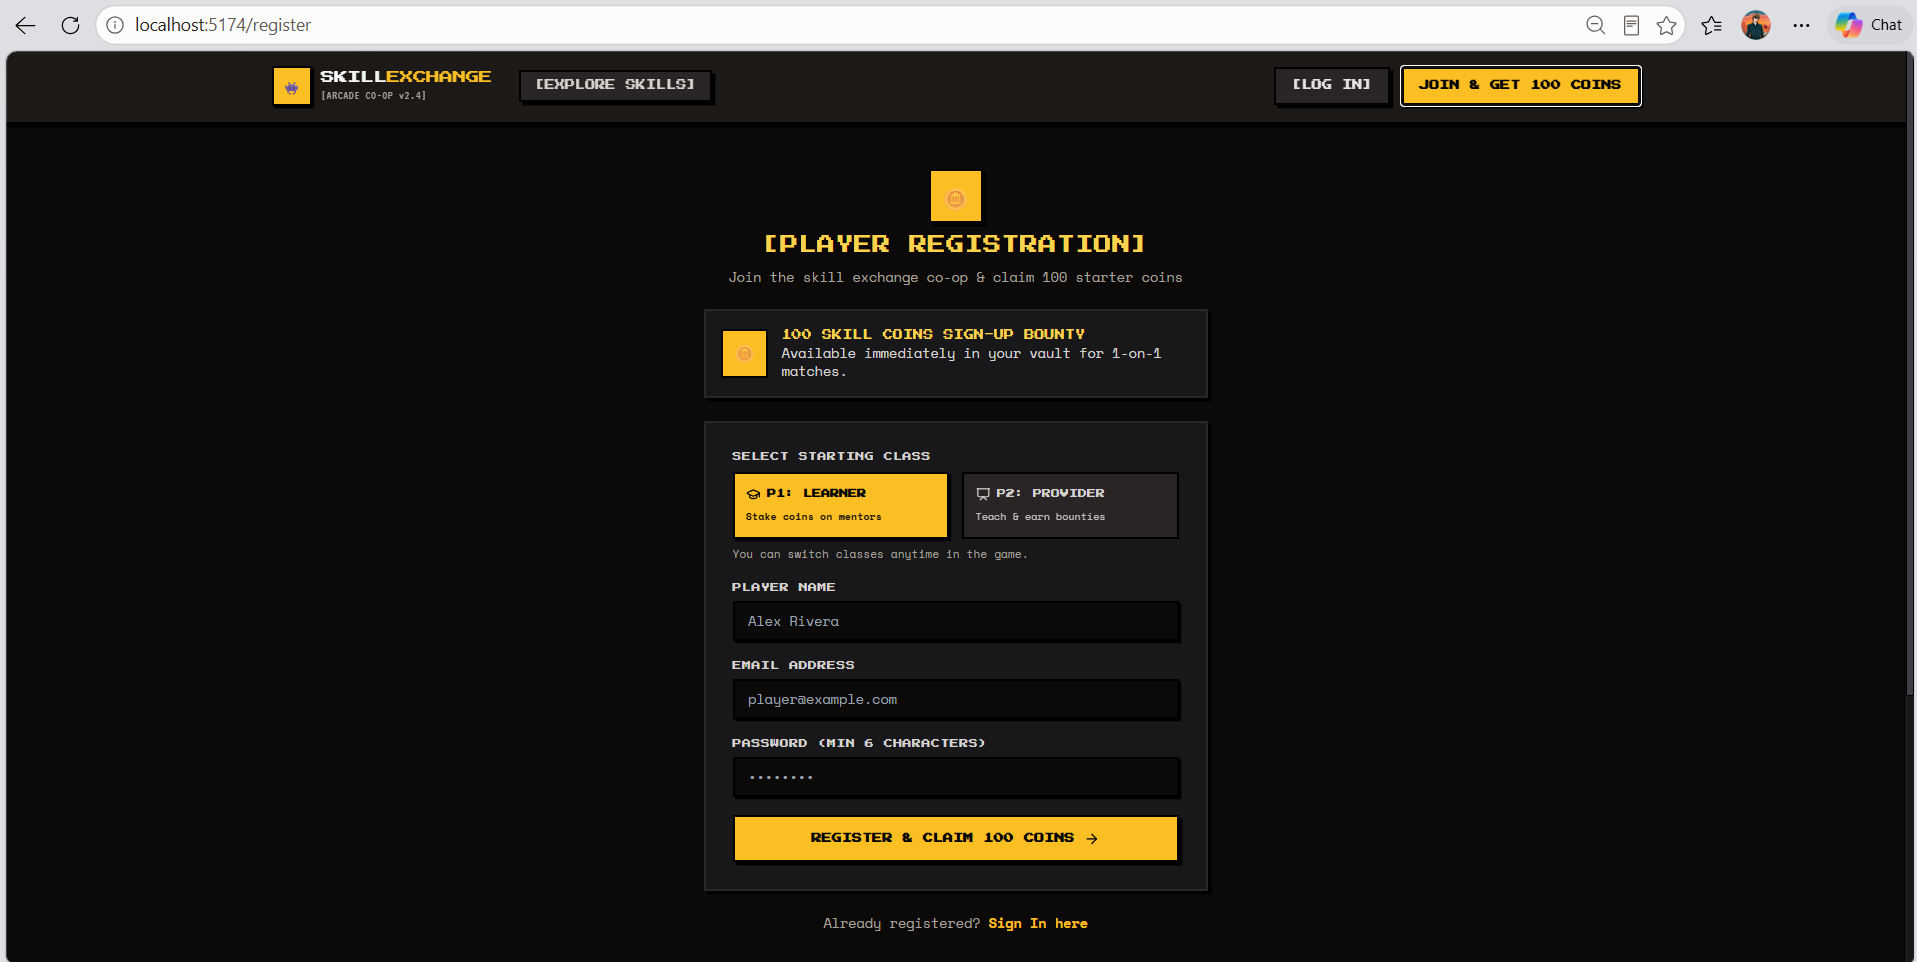 localhost:5174/register
Chat
SKILLEXCHANGE
[ARCADE CO-OP v2.4]
[EXPLORE SKILLS]
[LOG IN]
JOIN & GET 100 COINS
[PLAYER REGISTRATION]
Join the skill exchange co-op & claim 100 starter coins
100 SKILL COINS SIGN-UP BOUNTY
Available immediately in your vault for 1-on-1
matches.
SELECT STARTING CLASS
P1: LEARNER
Stake coins on mentors
P2: PROVIDER
Teach & earn bounties
You can switch classes anytime in the game.
PLAYER NAME
Alex Rivera
EMAIL ADDRESS
player@example.com
PASSWORD (MIN 6 CHARACTERS)
••••••••
REGISTER & CLAIM 100 COINS →
Already registered? Sign In here